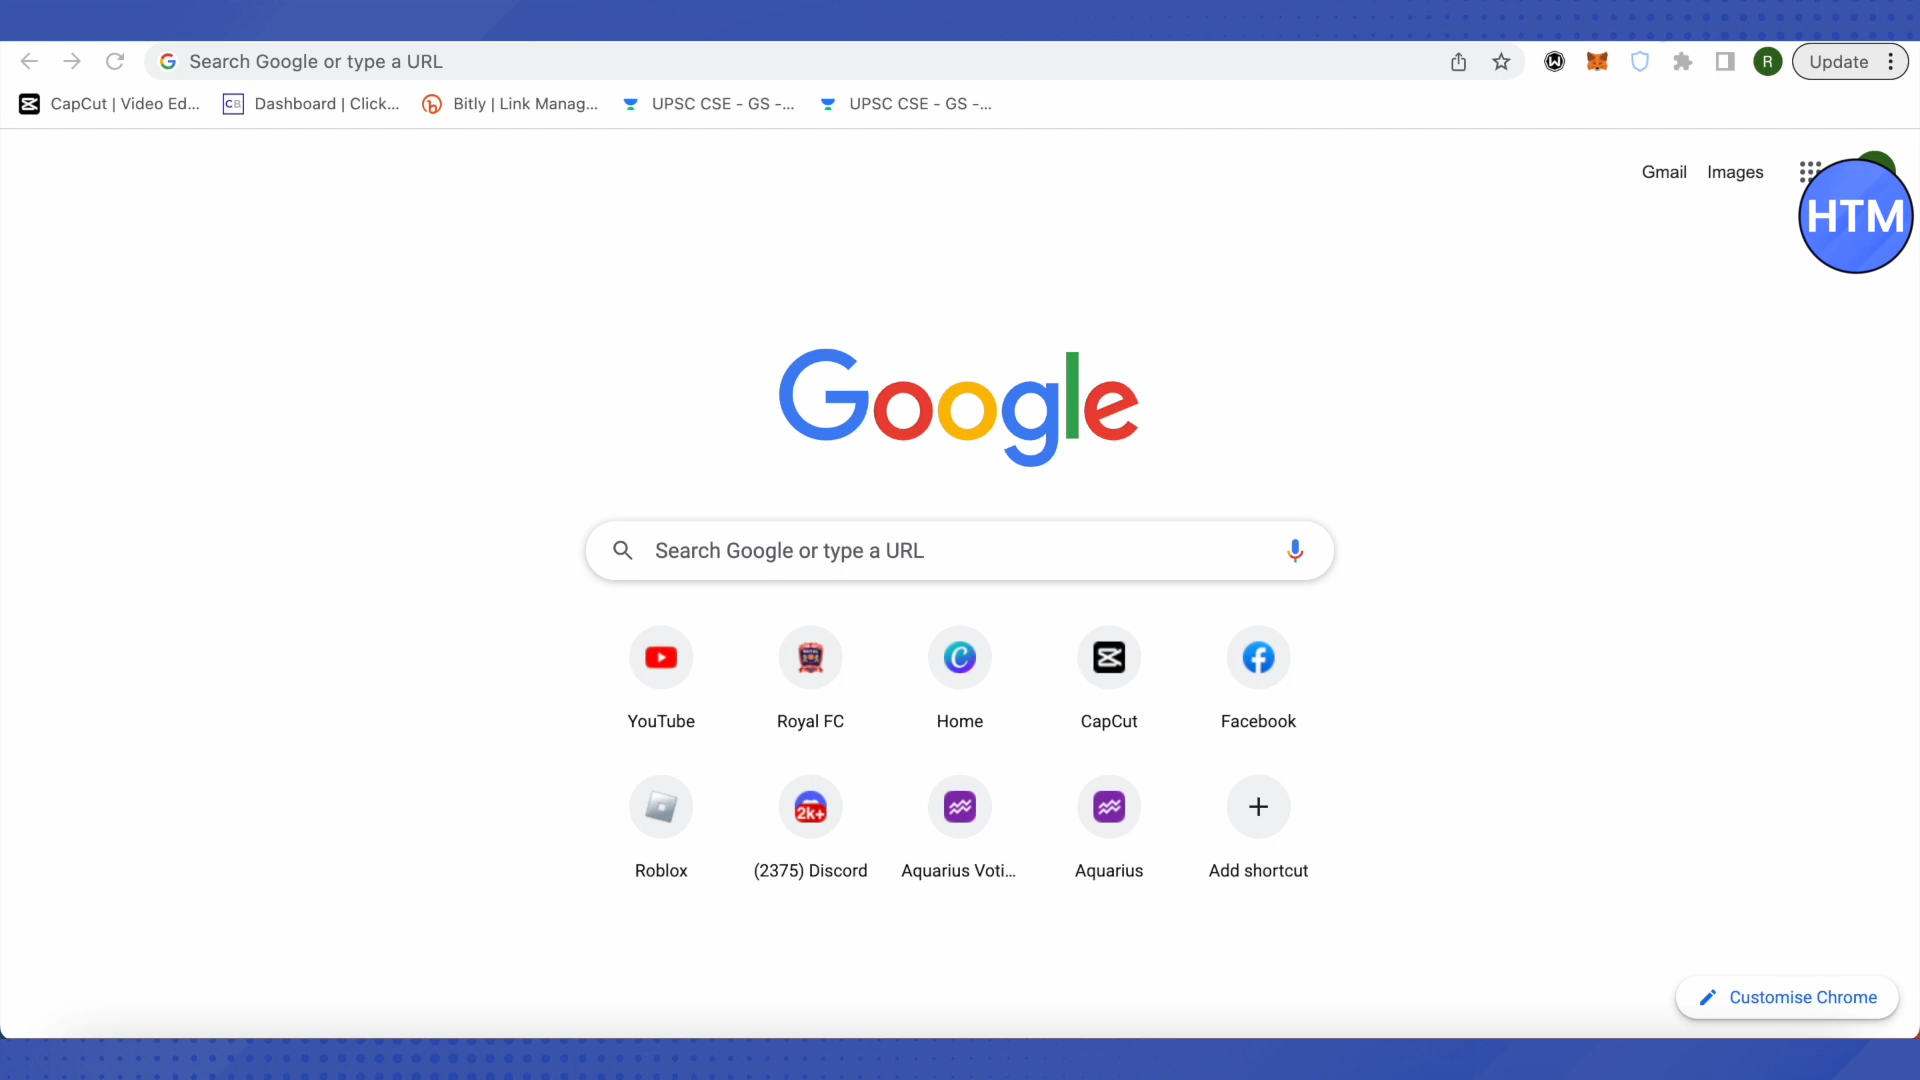 Search Google or type a URL
R
Update
CapCut | Video Ed...
CB
Dashboard | Click...
Bitly | Link Manag...
UPSC CSE - GS -...
UPSC CSE - GS -...
Gmail
Images
HTM
Google
Search Google or type a URL
YouTube
Royal FC
Home
CapCut
Facebook
2k+
Roblox
(2375) Discord
Aquarius Voti...
Aquarius
Add shortcut
Customise Chrome